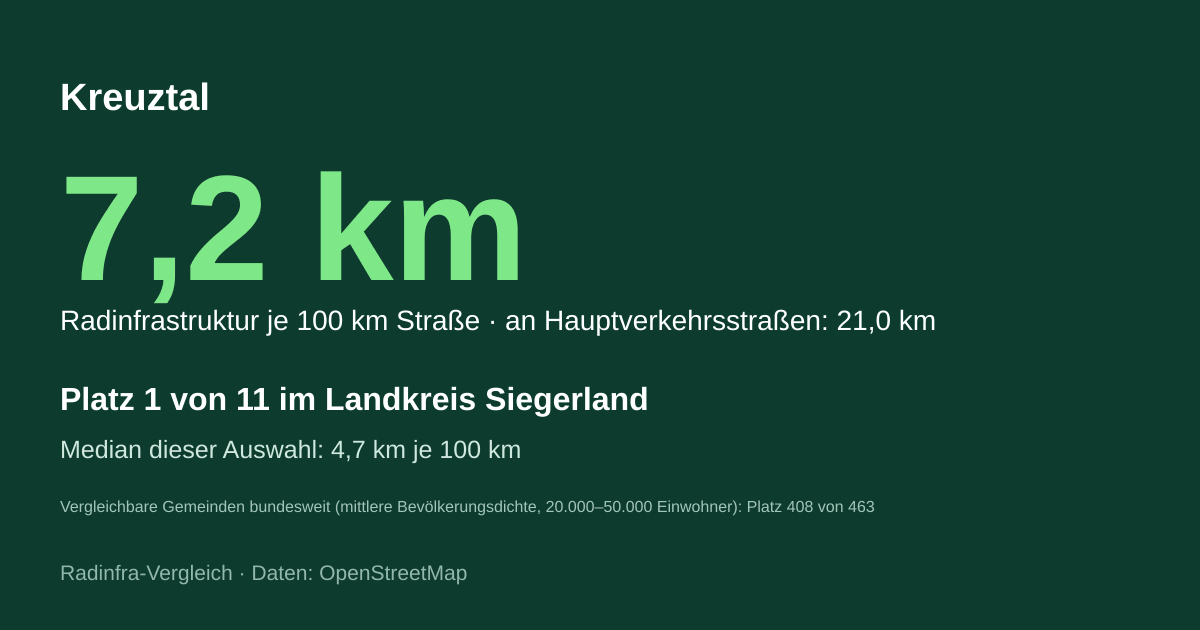 Kreuztal
7,2 km
Radinfrastruktur je 100 km Straße · an Hauptverkehrsstraßen: 21,0 km
Platz 1 von 11 im Landkreis Siegerland
Median dieser Auswahl: 4,7 km je 100 km
Vergleichbare Gemeinden bundesweit (mittlere Bevölkerungsdichte, 20.000–50.000 Einwohner): Platz 408 von 463
Radinfra-Vergleich · Daten: OpenStreetMap